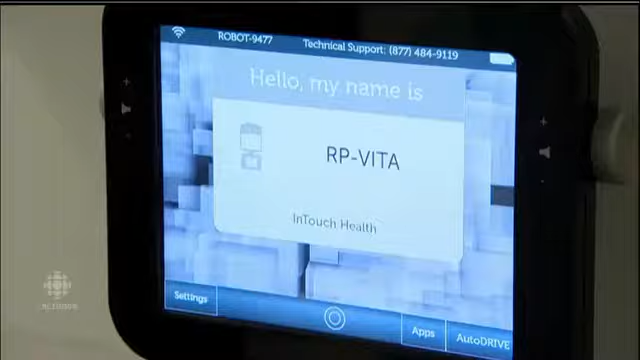 ROBOT-9477 Technical Support: (877) 484-9119
Hello, my name is
RP-VITA
InTouch Health
Settings Apps AutoDRIVE